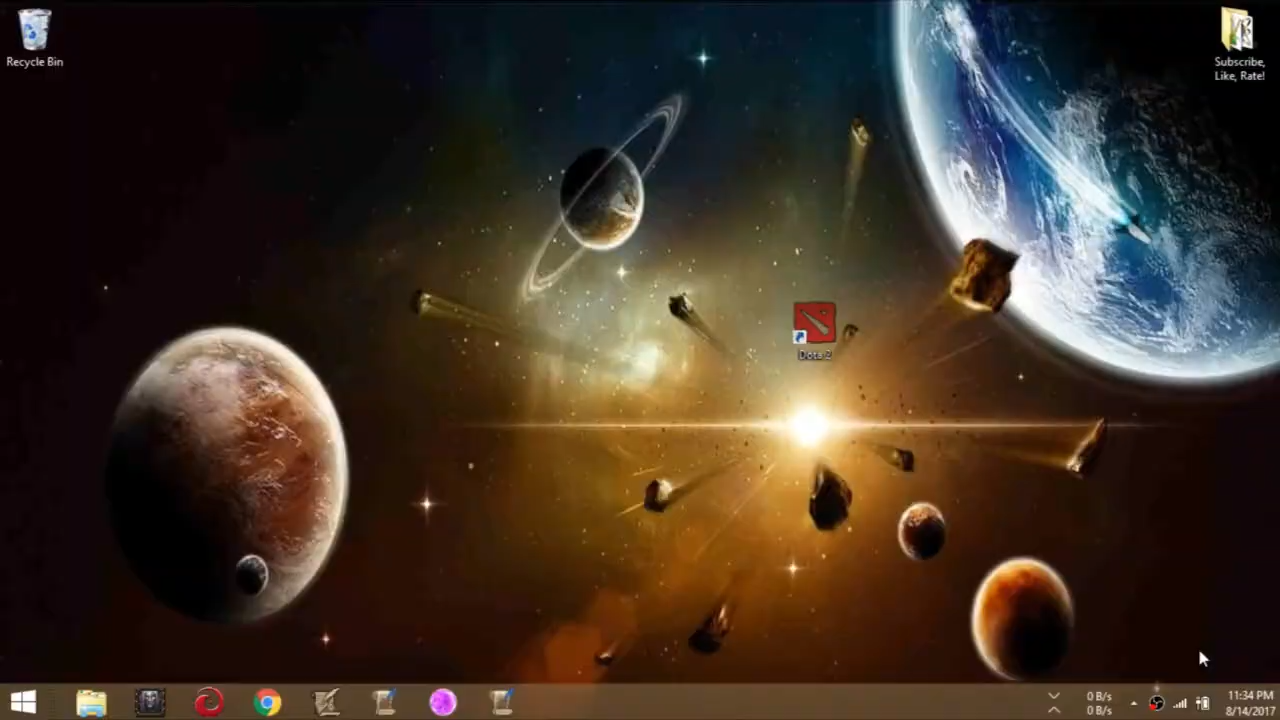 Recycle Bin
Subscribe,
Like, Rate!
Dota 2
0 B/s
0 B/s
11:34 PM
8/14/2017